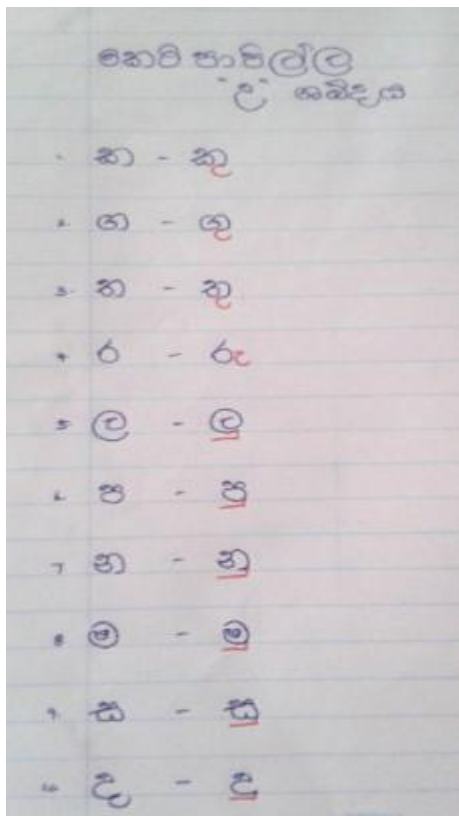 කෙටි පාපිල්ල
"උ" ශබ්දය
1. ක - කු
2. ග - ගු
3. ත - තු
4. ර - රු
5. ල - ලු
6. ප - පු
7. න - නු
8. ම - මු
9. ස - සු
10. ද - දු